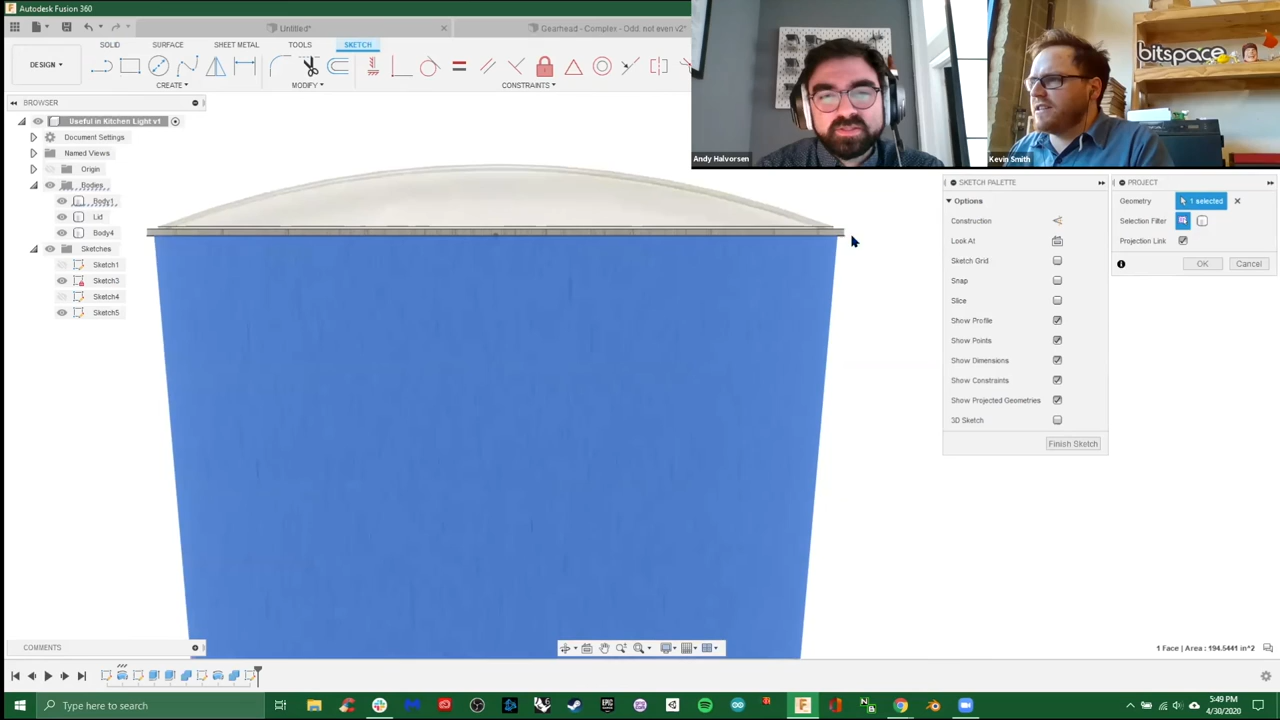 Autodesk Fusion 360
Untitled*
Gearhead - Complex - Odd: not even v2*
DESIGN
SOLID
SURFACE
SHEET METAL
TOOLS
SKETCH
CREATE
MODIFY
CONSTRAINTS
BROWSER
Useful in Kitchen Light v1
Document Settings
Named Views
Origin
Bodies
Body1
Lid
Body4
Sketches
Sketch1
Sketch3
Sketch4
Sketch5
bitspace
Andy Halvorsen
Kevin Smith
SKETCH PALETTE
Options
Construction
Look At
Sketch Grid
Snap
Slice
Show Profile
Show Points
Show Dimensions
Show Constraints
Show Projected Geometries
3D Sketch
Finish Sketch
PROJECT
Geometry
1 selected
Selection Filter
Projection Link
OK
Cancel
COMMENTS
1 Face | Area : 194.5441 in^2
Type here to search
5:49 PM
4/30/2020